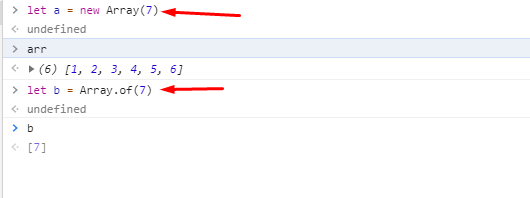 let a = new Array(7)
undefined
arr
(6) [1, 2, 3, 4, 5, 6]
let b = Array.of(7)
undefined
b
[7]